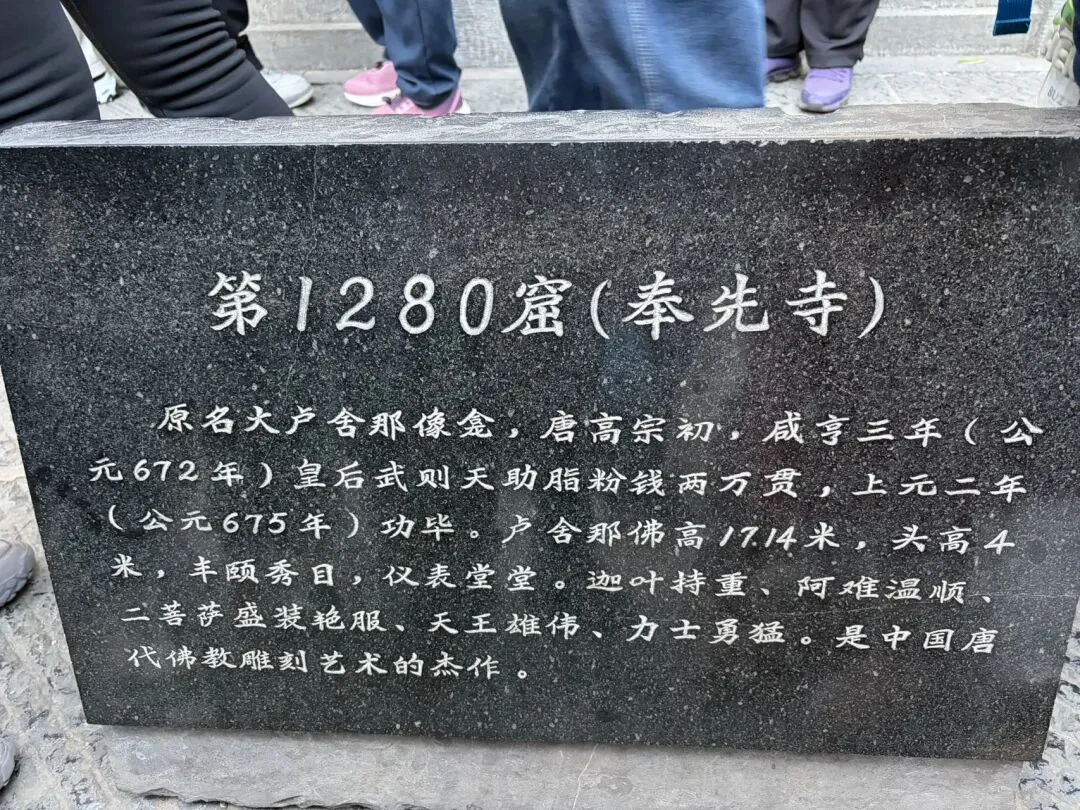 第1280窟(奉先寺)
原名大卢舍那像龛，唐高宗初，咸亨三年（公
元672年）皇后武则天助脂粉钱两万贯，上元二年
（公元675年）功毕。卢舍那佛高17.14米，头高4
米，丰颐秀目，仪表堂堂。迦叶持重、阿难温顺、
二菩萨盛装艳服、天王雄伟、力士勇猛。是中国唐
代佛教雕刻艺术的杰作。